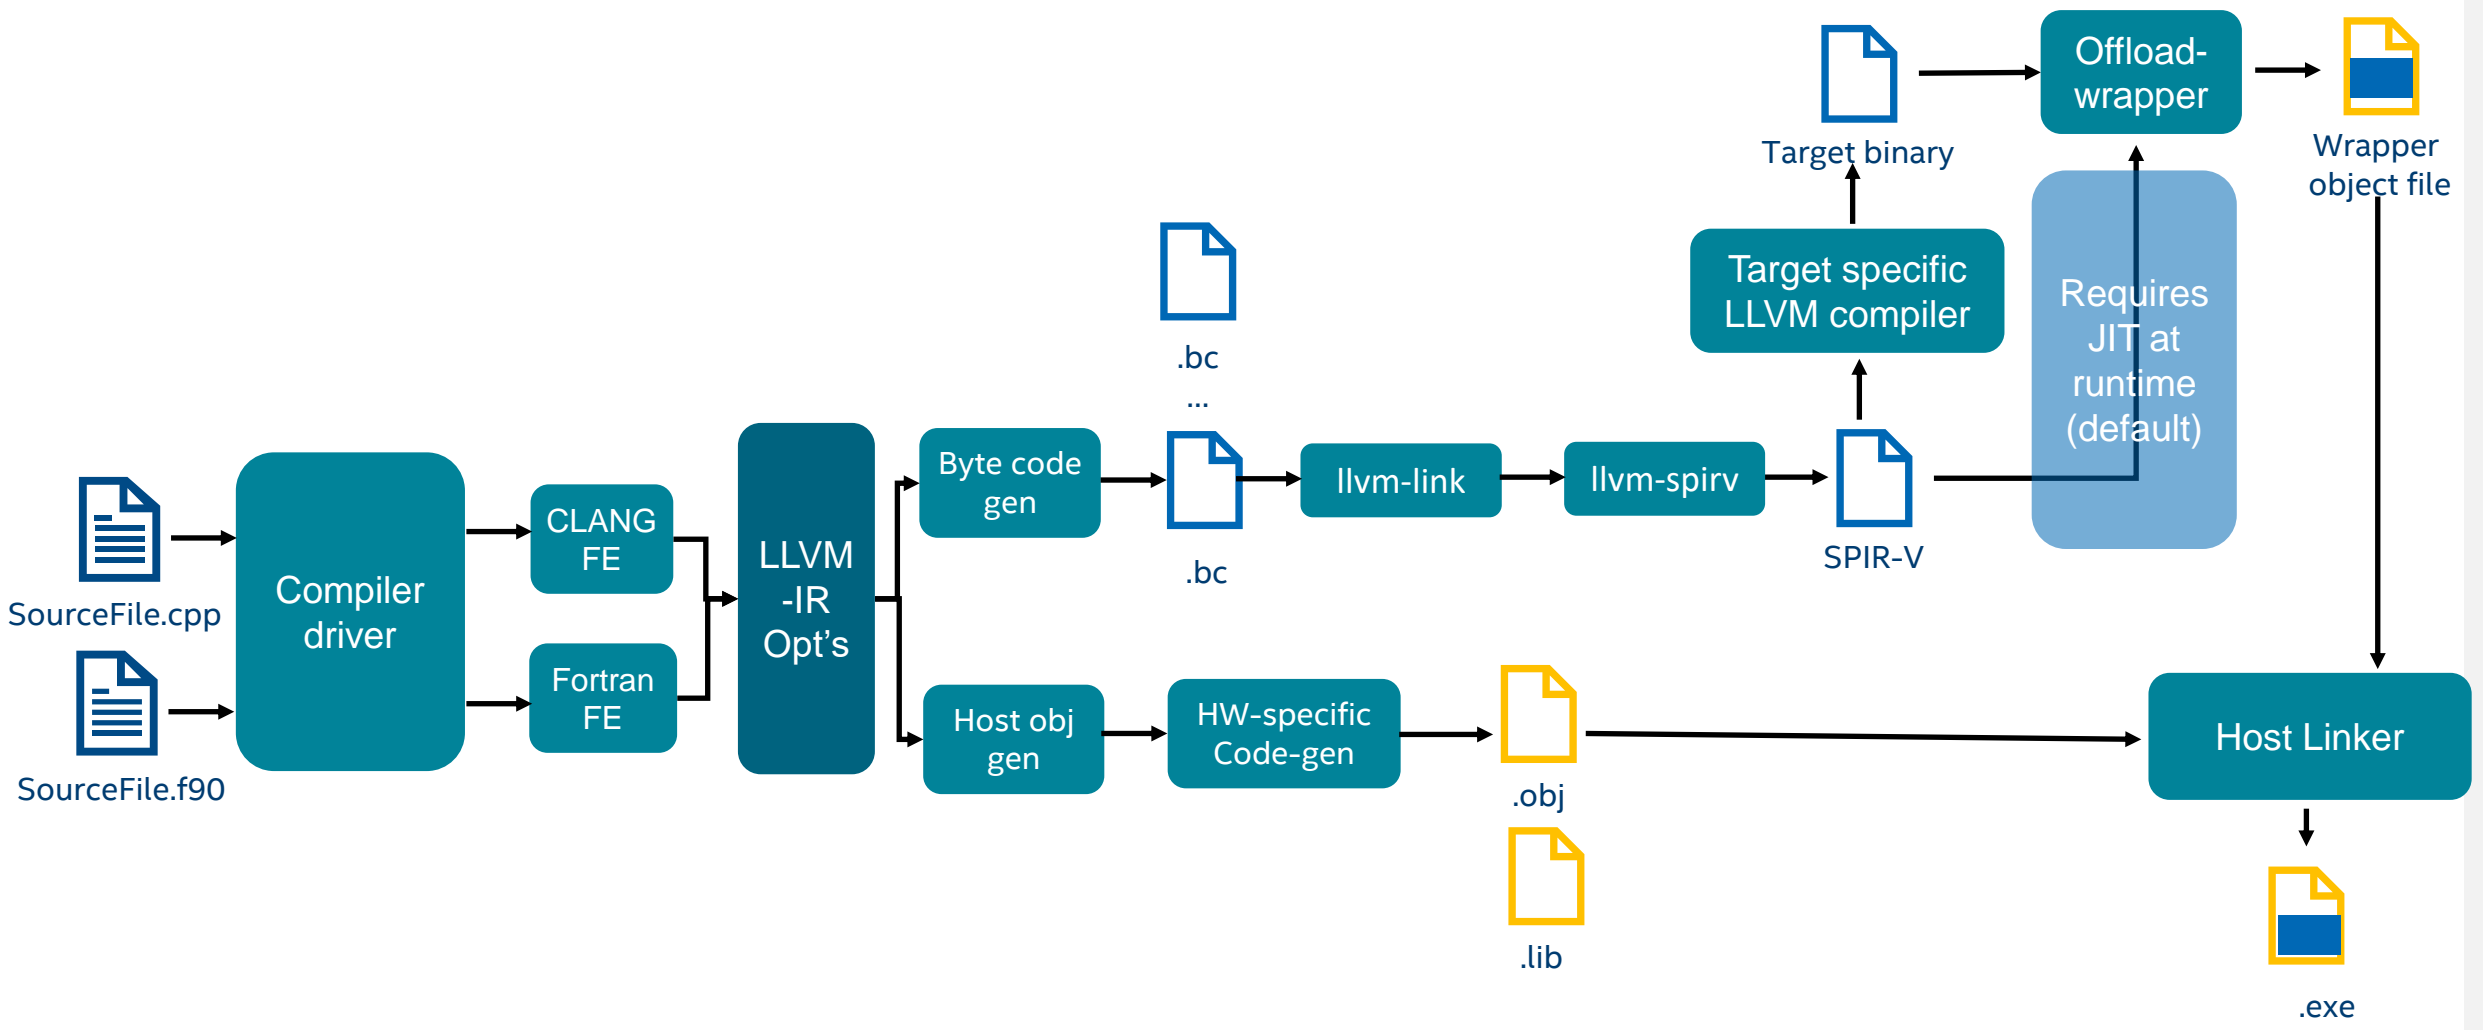 Offload-
wrapper
Target binary
Wrapper
object file
Target specific
LLVM compiler
Requires
JIT at
runtime
(default)
.bc
...
.bc
Byte code
gen
llvm-link
llvm-spirv
SPIR-V
SourceFile.cpp
SourceFile.f90
Compiler
driver
CLANG
FE
Fortran
FE
LLVM
-IR
Opt's
Host obj
gen
HW-specific
Code-gen
.obj
.lib
Host Linker
.exe